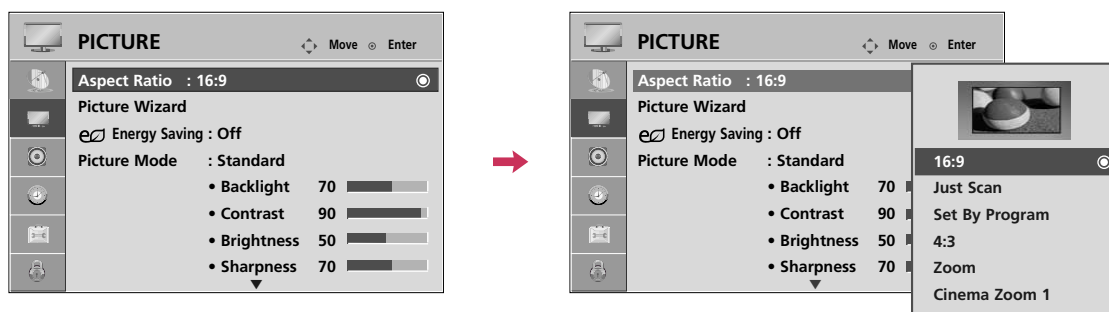 PICTURE
Move
Enter
Aspect Ratio : 16:9
Picture Wizard
e Energy Saving : Off
Picture Mode : Standard
• Backlight 70
• Contrast 90
• Brightness 50
• Sharpness 70
PICTURE
Move
Enter
Aspect Ratio : 16:9
Picture Wizard
e Energy Saving : Off
Picture Mode : Standard
• Backlight 70
• Contrast 90
• Brightness 50
• Sharpness 70
16:9
Just Scan
Set By Program
4:3
Zoom
Cinema Zoom 1